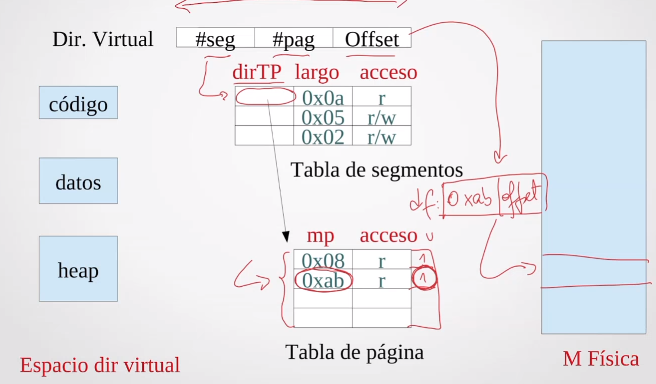 Dir. Virtual #seg #pag Offset
dirTP largo acceso
código
0x0a r
0x05 r/w
0x02 r/w
Tabla de segmentos
datos
df: 0xab offset
mp acceso v
heap
0x08 r 1
0xab r 1
Tabla de página
Espacio dir virtual
M Física